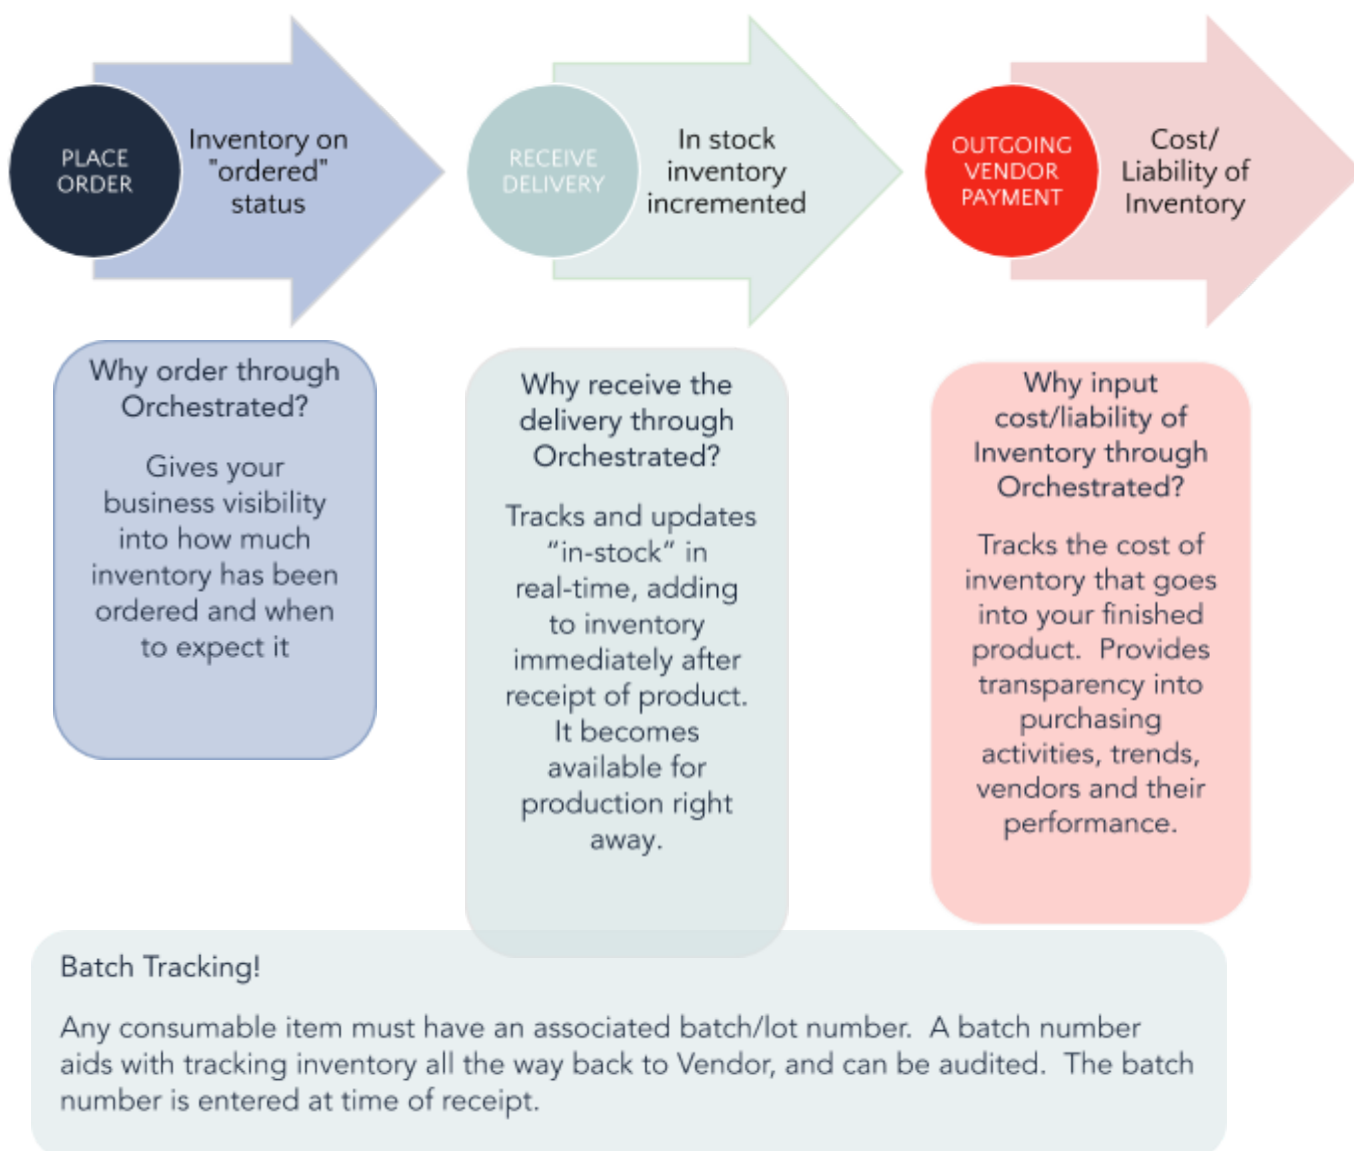 PLACE
ORDER
Inventory on
"ordered"
status
RECEIVE
DELIVERY
In stock
inventory
incremented
OUTGOING
VENDOR
PAYMENT
Cost/
Liability of
Inventory
Why order through
Orchestrated?
Gives your
business visibility
into how much
inventory has been
ordered and when
to expect it
Why receive the
delivery through
Orchestrated?
Tracks and updates
“in-stock” in
real-time, adding
to inventory
immediately after
receipt of product.
It becomes
available for
production right
away.
Why input
cost/liability of
Inventory through
Orchestrated?
Tracks the cost of
inventory that goes
into your finished
product.  Provides
transparency into
purchasing
activities, trends,
vendors and their
performance.
Batch Tracking!
Any consumable item must have an associated batch/lot number.  A batch number
aids with tracking inventory all the way back to Vendor, and can be audited.  The batch
number is entered at time of receipt.